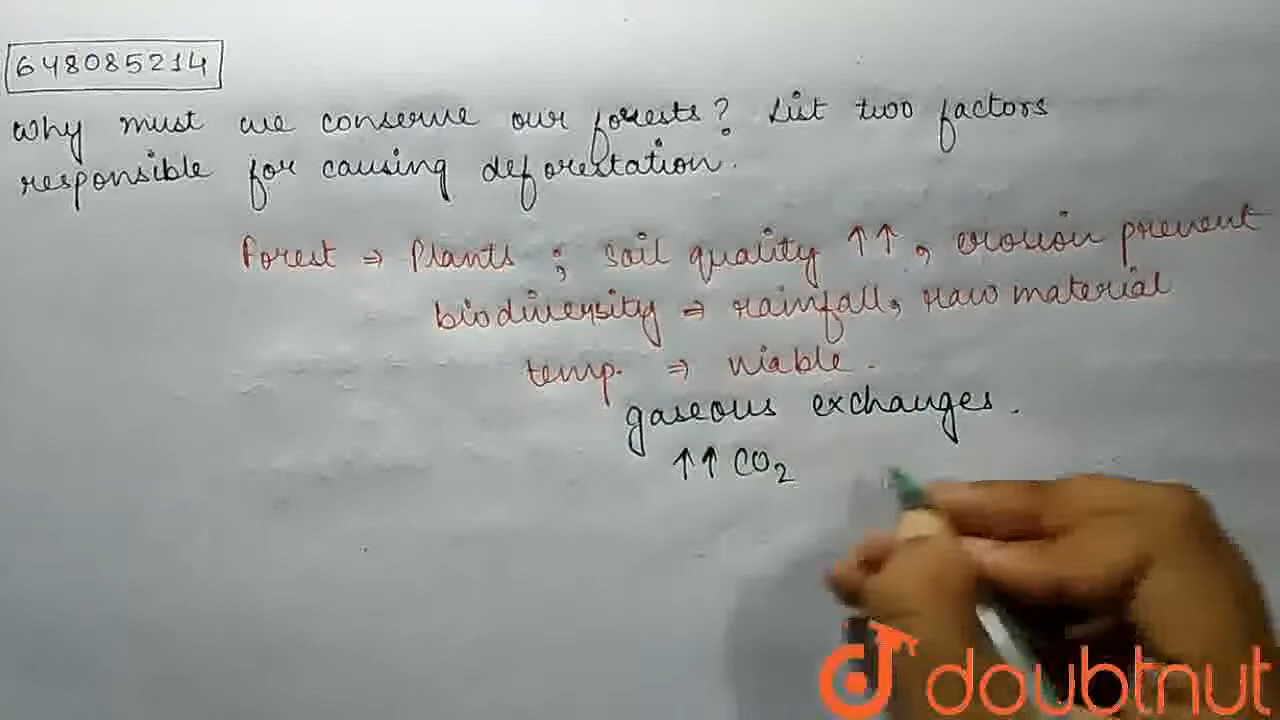 648085214
Why must we conserve our forests? List two factors
responsible for causing deforestation.
Forest ⇒ Plants ; soil quality ↑↑, erosion prevent
biodiversity ⇒ rainfall, raw material
temp. ⇒ viable.
gaseous exchanges.
↑↑ CO2
doubtnut